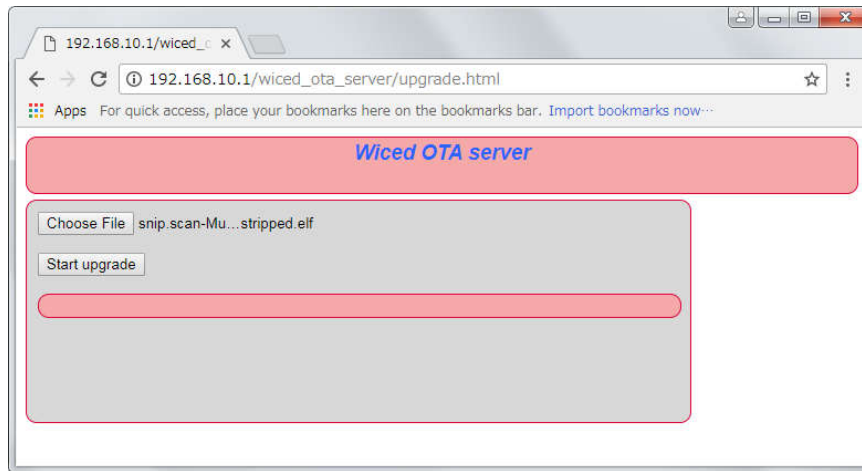 192.168.10.1/wiced_o
192.168.10.1/wiced_ota_server/upgrade.html
Apps For quick access, place your bookmarks here on the bookmarks bar. Import bookmarks now...
Wiced OTA server
Choose File snip.scan-Mu...stripped.elf
Start upgrade